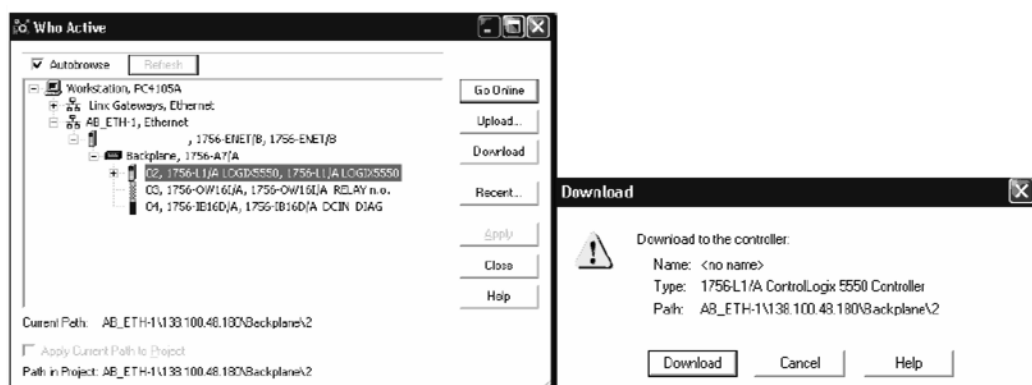 Who Active
Autobrowse Refresh
Workstation, PC4105A
Linx Gateways, Ethernet
AB_ETH-1, Ethernet
, 1756-ENET/B, 1756-ENET/B
Backplane, 1756-A7/A
02, 1756-L1/A LOGIX5550, 1756-L1/A LOGIX5550
03, 1756-OW16I/A, 1756-OW16I/A RELAY n.o.
04, 1756-IB16D/A, 1756-IB16D/A DCIN DIAG
Go Online
Upload...
Download
Recent...
Apply
Close
Help
Current Path: AB_ETH-1\138.100.48.180\Backplane\2
Apply Current Path to Project
Path in Project: AB_ETH-1\138.100.48.180\Backplane\2
Download
Download to the controller:
Name: <no name>
Type: 1756-L1/A ControlLogix 5550 Controller
Path: AB_ETH-1\138.100.48.180\Backplane\2
Download Cancel Help